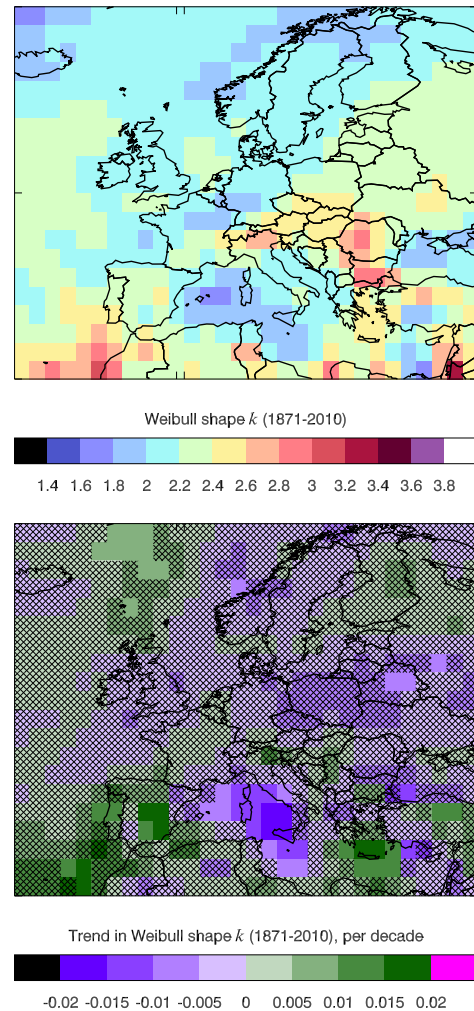 Weibull shape k (1871-2010)
1.4 1.6 1.8 2 2.2 2.4 2.6 2.8 3 3.2 3.4 3.6 3.8
Trend in Weibull shape k (1871-2010), per decade
-0.02 -0.015 -0.01 -0.005 0 0.005 0.01 0.015 0.02